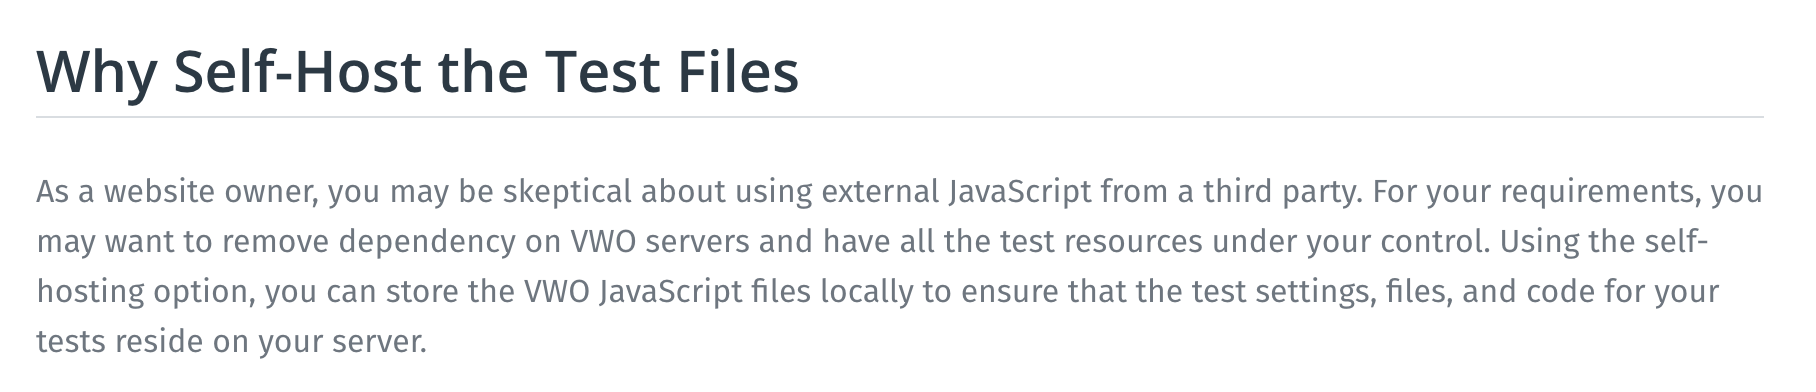 Why Self-Host the Test Files
As a website owner, you may be skeptical about using external JavaScript from a third party. For your requirements, you
may want to remove dependency on VWO servers and have all the test resources under your control. Using the self-
hosting option, you can store the VWO JavaScript files locally to ensure that the test settings, files, and code for your
tests reside on your server.